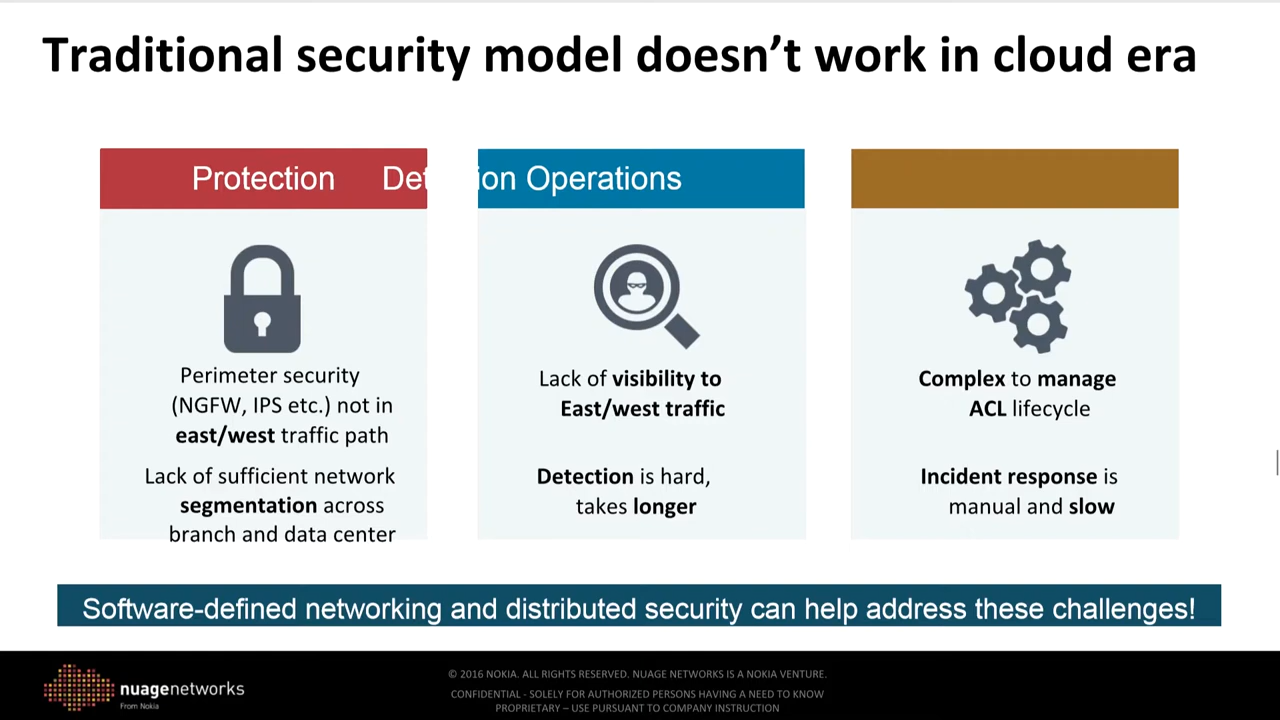 Traditional security model doesn’t work in cloud era
Protection Detection Operations
Perimeter security
(NGFW, IPS etc.) not in
east/west traffic path
Lack of sufficient network
segmentation across
branch and data center
Lack of visibility to
East/west traffic
Detection is hard,
takes longer
Complex to manage
ACL lifecycle
Incident response is
manual and slow
Software-defined networking and distributed security can help address these challenges!
nuagenetworks
From Nokia
© 2016 NOKIA. ALL RIGHTS RESERVED. NUAGE NETWORKS IS A NOKIA VENTURE.
CONFIDENTIAL - SOLELY FOR AUTHORIZED PERSONS HAVING A NEED TO KNOW
PROPRIETARY – USE PURSUANT TO COMPANY INSTRUCTION